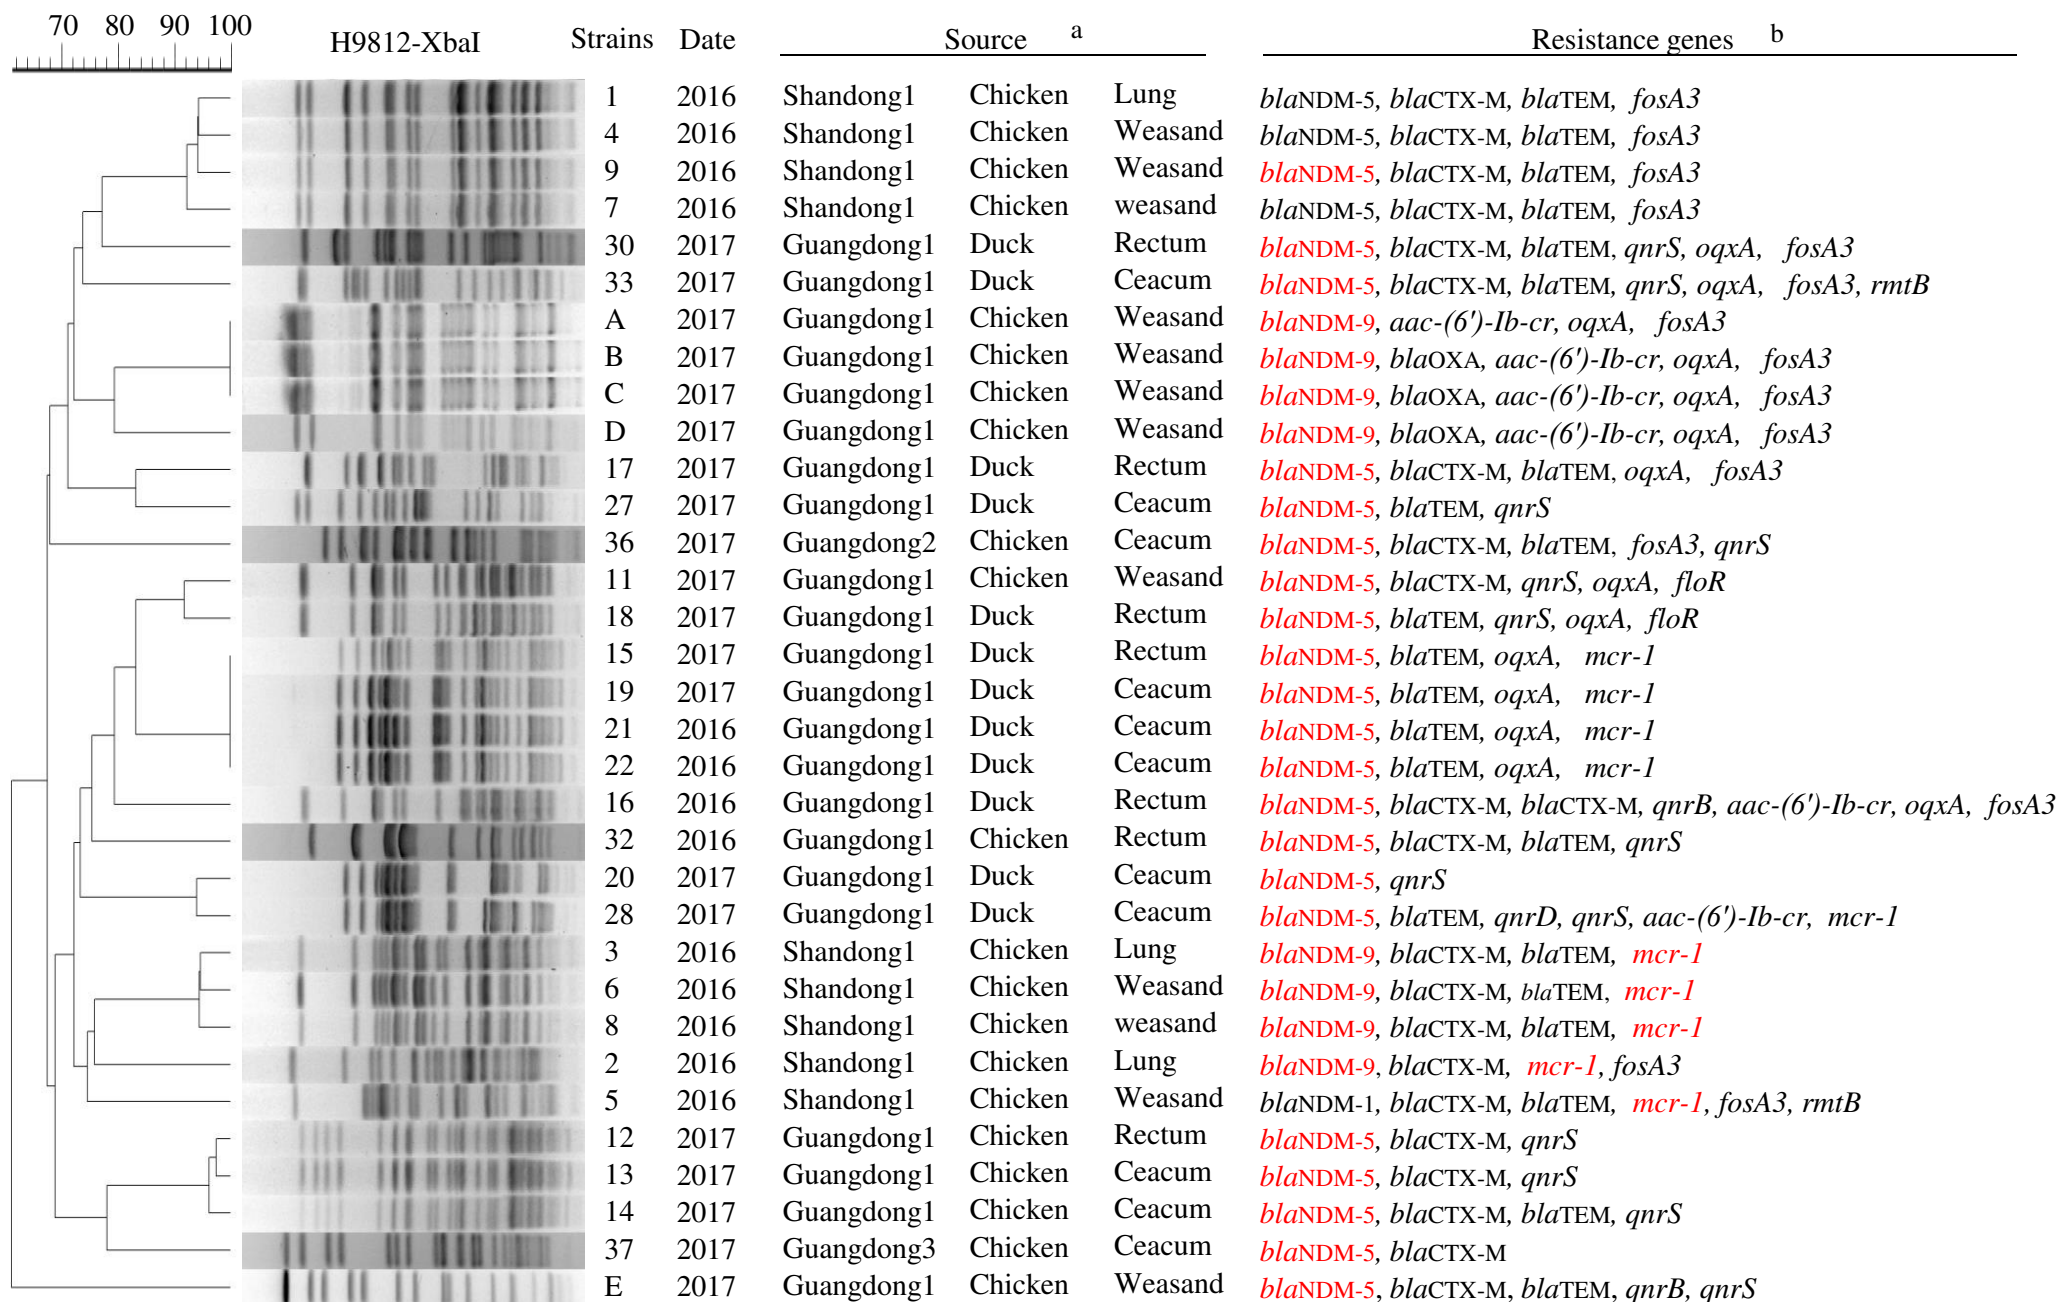 70 80 90 100 H9812-XbaI Strains Date Source a Resistance genes b
1 2016 Shandong1 Chicken Lung blaNDM-5, blaCTX-M, blaTEM, fosA3
4 2016 Shandong1 Chicken Weasand blaNDM-5, blaCTX-M, blaTEM, fosA3
9 2016 Shandong1 Chicken Weasand blaNDM-5, blaCTX-M, blaTEM, fosA3
7 2016 Shandong1 Chicken weasand blaNDM-5, blaCTX-M, blaTEM, fosA3
30 2017 Guangdong1 Duck Rectum blaNDM-5, blaCTX-M, blaTEM, qnrS, oqxA, fosA3
33 2017 Guangdong1 Duck Ceacum blaNDM-5, blaCTX-M, blaTEM, qnrS, oqxA, fosA3, rmtB
A 2017 Guangdong1 Chicken Weasand blaNDM-9, aac-(6')-Ib-cr, oqxA, fosA3
B 2017 Guangdong1 Chicken Weasand blaNDM-9, blaOXA, aac-(6')-Ib-cr, oqxA, fosA3
C 2017 Guangdong1 Chicken Weasand blaNDM-9, blaOXA, aac-(6')-Ib-cr, oqxA, fosA3
D 2017 Guangdong1 Chicken Weasand blaNDM-9, blaOXA, aac-(6')-Ib-cr, oqxA, fosA3
17 2017 Guangdong1 Duck Rectum blaNDM-5, blaCTX-M, blaTEM, oqxA, fosA3
27 2017 Guangdong1 Duck Ceacum blaNDM-5, blaTEM, qnrS
36 2017 Guangdong2 Chicken Ceacum blaNDM-5, blaCTX-M, blaTEM, fosA3, qnrS
11 2017 Guangdong1 Chicken Weasand blaNDM-5, blaCTX-M, qnrS, oqxA, floR
18 2017 Guangdong1 Duck Rectum blaNDM-5, blaTEM, qnrS, oqxA, floR
15 2017 Guangdong1 Duck Rectum blaNDM-5, blaTEM, oqxA, mcr-1
19 2017 Guangdong1 Duck Ceacum blaNDM-5, blaTEM, oqxA, mcr-1
21 2016 Guangdong1 Duck Ceacum blaNDM-5, blaTEM, oqxA, mcr-1
22 2016 Guangdong1 Duck Ceacum blaNDM-5, blaTEM, oqxA, mcr-1
16 2016 Guangdong1 Duck Rectum blaNDM-5, blaCTX-M, blaCTX-M, qnrB, aac-(6')-Ib-cr, oqxA, fosA3
32 2016 Guangdong1 Chicken Rectum blaNDM-5, blaCTX-M, blaTEM, qnrS
20 2017 Guangdong1 Duck Ceacum blaNDM-5, qnrS
28 2017 Guangdong1 Duck Ceacum blaNDM-5, blaTEM, qnrD, qnrS, aac-(6')-Ib-cr, mcr-1
3 2016 Shandong1 Chicken Lung blaNDM-9, blaCTX-M, blaTEM, mcr-1
6 2016 Shandong1 Chicken Weasand blaNDM-9, blaCTX-M, blaTEM, mcr-1
8 2016 Shandong1 Chicken weasand blaNDM-9, blaCTX-M, blaTEM, mcr-1
2 2016 Shandong1 Chicken Lung blaNDM-9, blaCTX-M, mcr-1, fosA3
5 2016 Shandong1 Chicken Weasand blaNDM-1, blaCTX-M, blaTEM, mcr-1, fosA3, rmtB
12 2017 Guangdong1 Chicken Rectum blaNDM-5, blaCTX-M, qnrS
13 2017 Guangdong1 Chicken Ceacum blaNDM-5, blaCTX-M, qnrS
14 2017 Guangdong1 Chicken Ceacum blaNDM-5, blaCTX-M, blaTEM, qnrS
37 2017 Guangdong3 Chicken Ceacum blaNDM-5, blaCTX-M
E 2017 Guangdong1 Chicken Weasand blaNDM-5, blaCTX-M, blaTEM, qnrB, qnrS